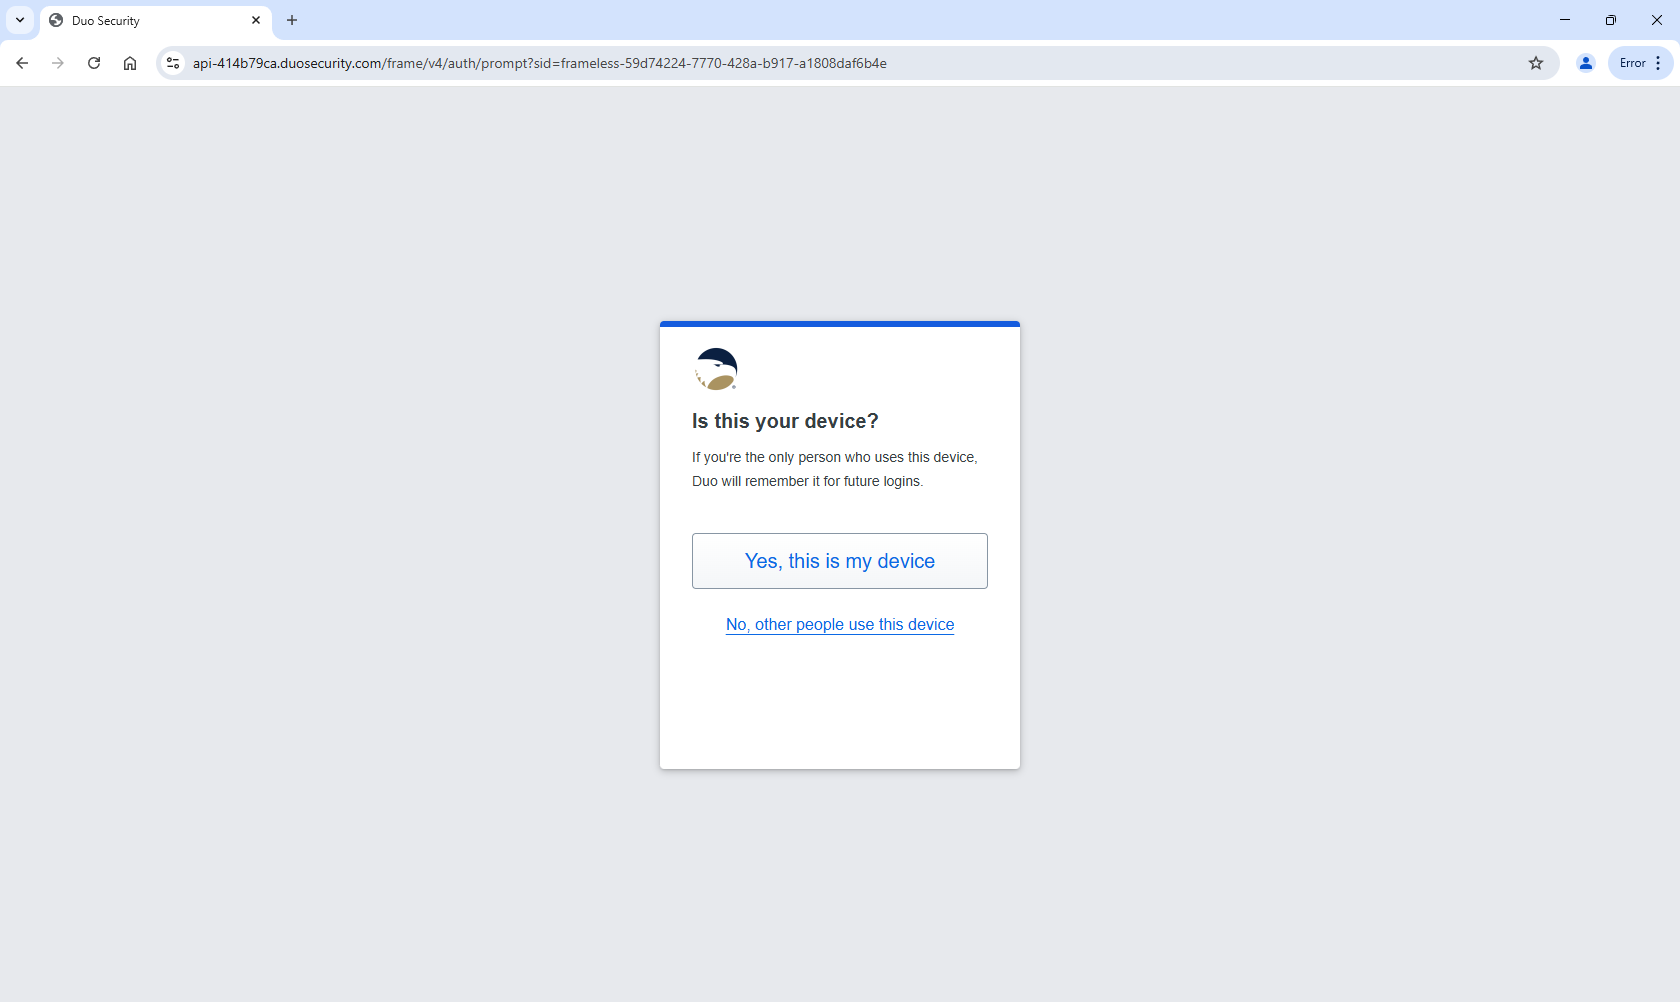 Duo Security
api-414b79ca.duosecurity.com/frame/v4/auth/prompt?sid=frameless-59d74224-7770-428a-b917-a1808daf6b4e
Error
Is this your device?
If you're the only person who uses this device,
Duo will remember it for future logins.
Yes, this is my device
No, other people use this device